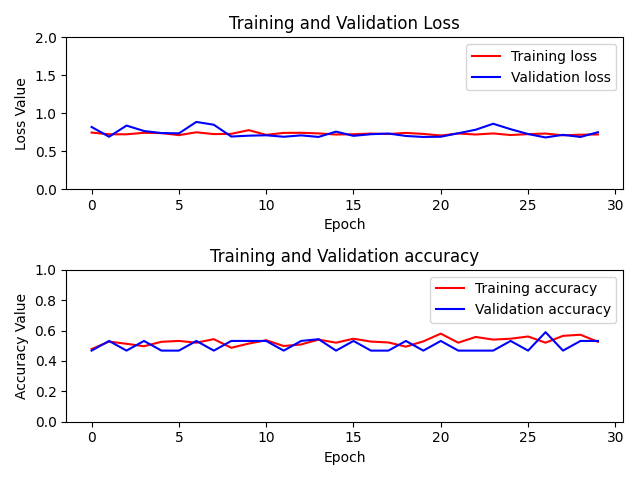 Training and Validation Loss
Loss Value
2.0
1.5
1.0
0.5
0.0
Training loss
Validation loss
0 5 10 15 20 25 30
Epoch
Training and Validation accuracy
Accuracy Value
1.0
0.8
0.6
0.4
0.2
0.0
Training accuracy
Validation accuracy
0 5 10 15 20 25 30
Epoch